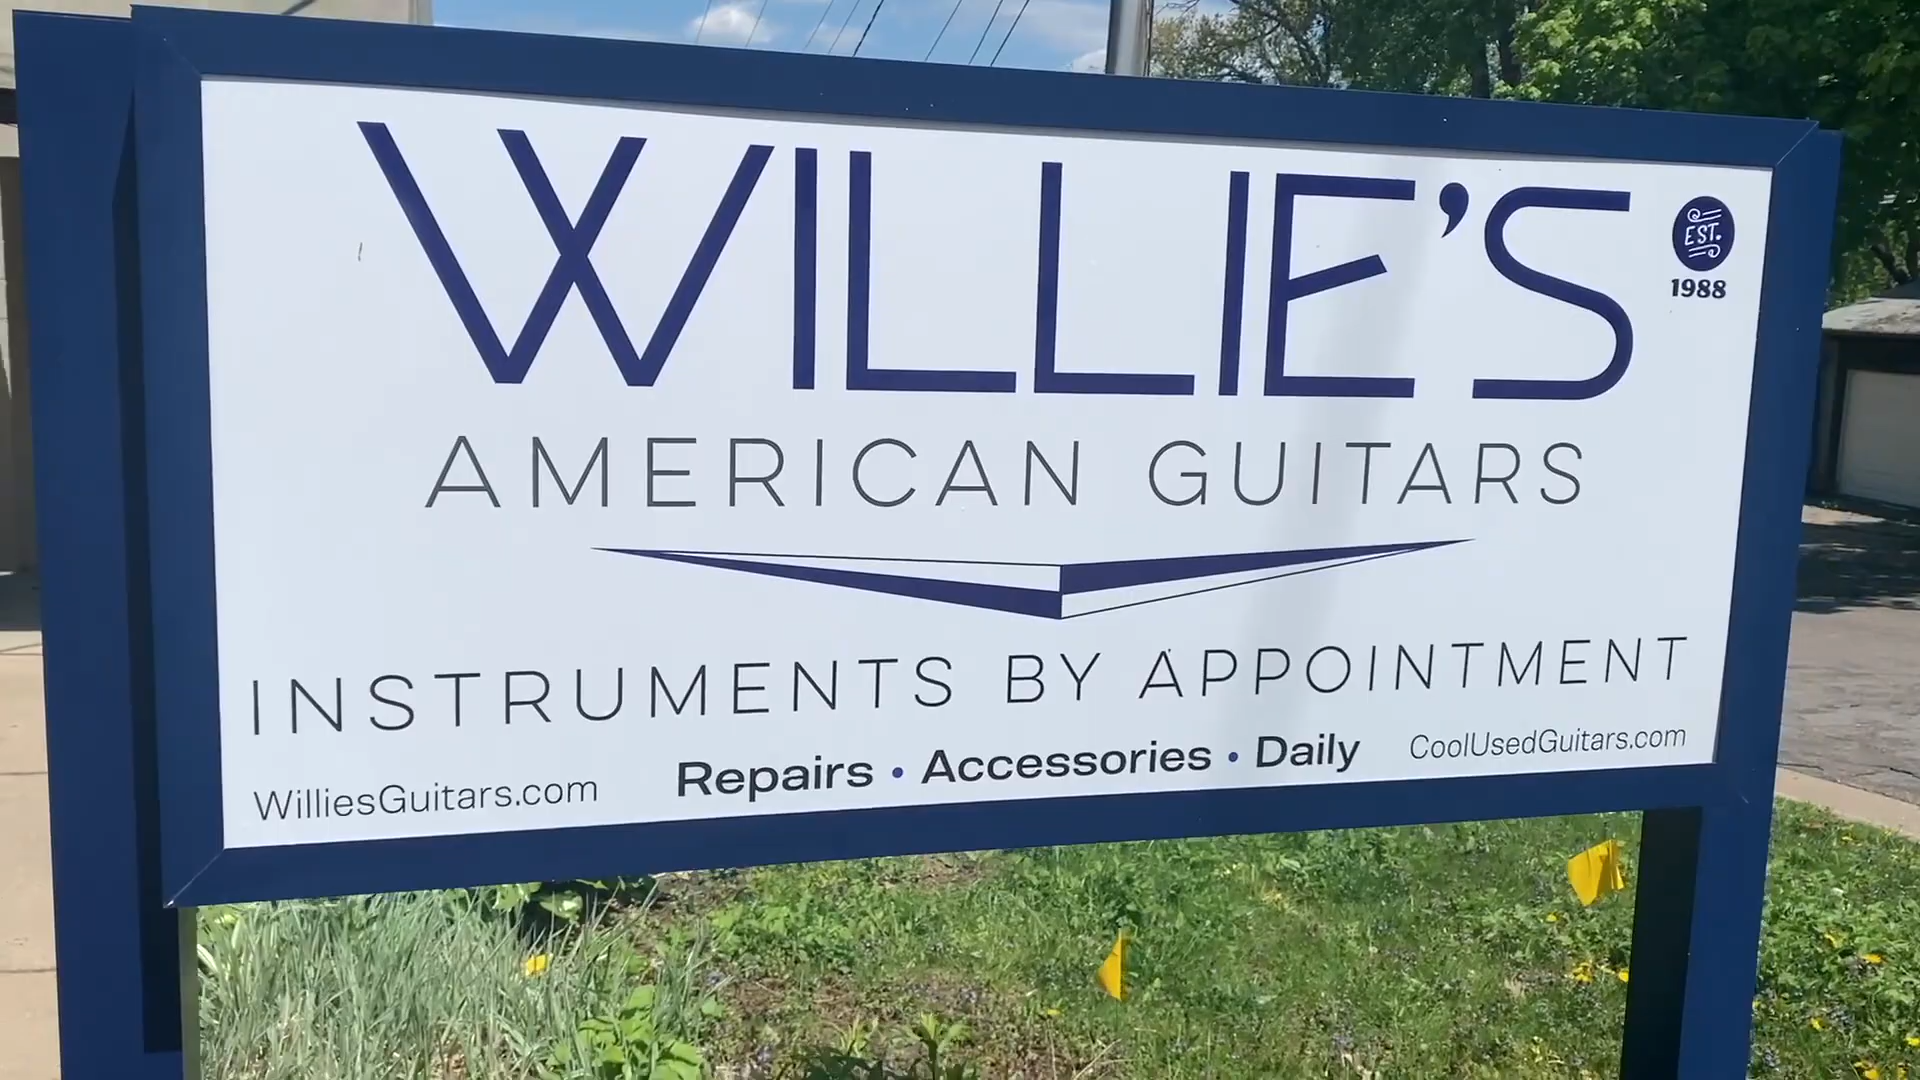 WILLIE'S
EST.
1988
AMERICAN GUITARS
INSTRUMENTS BY APPOINTMENT
WilliesGuitars.com
Repairs • Accessories • Daily
CoolUsedGuitars.com